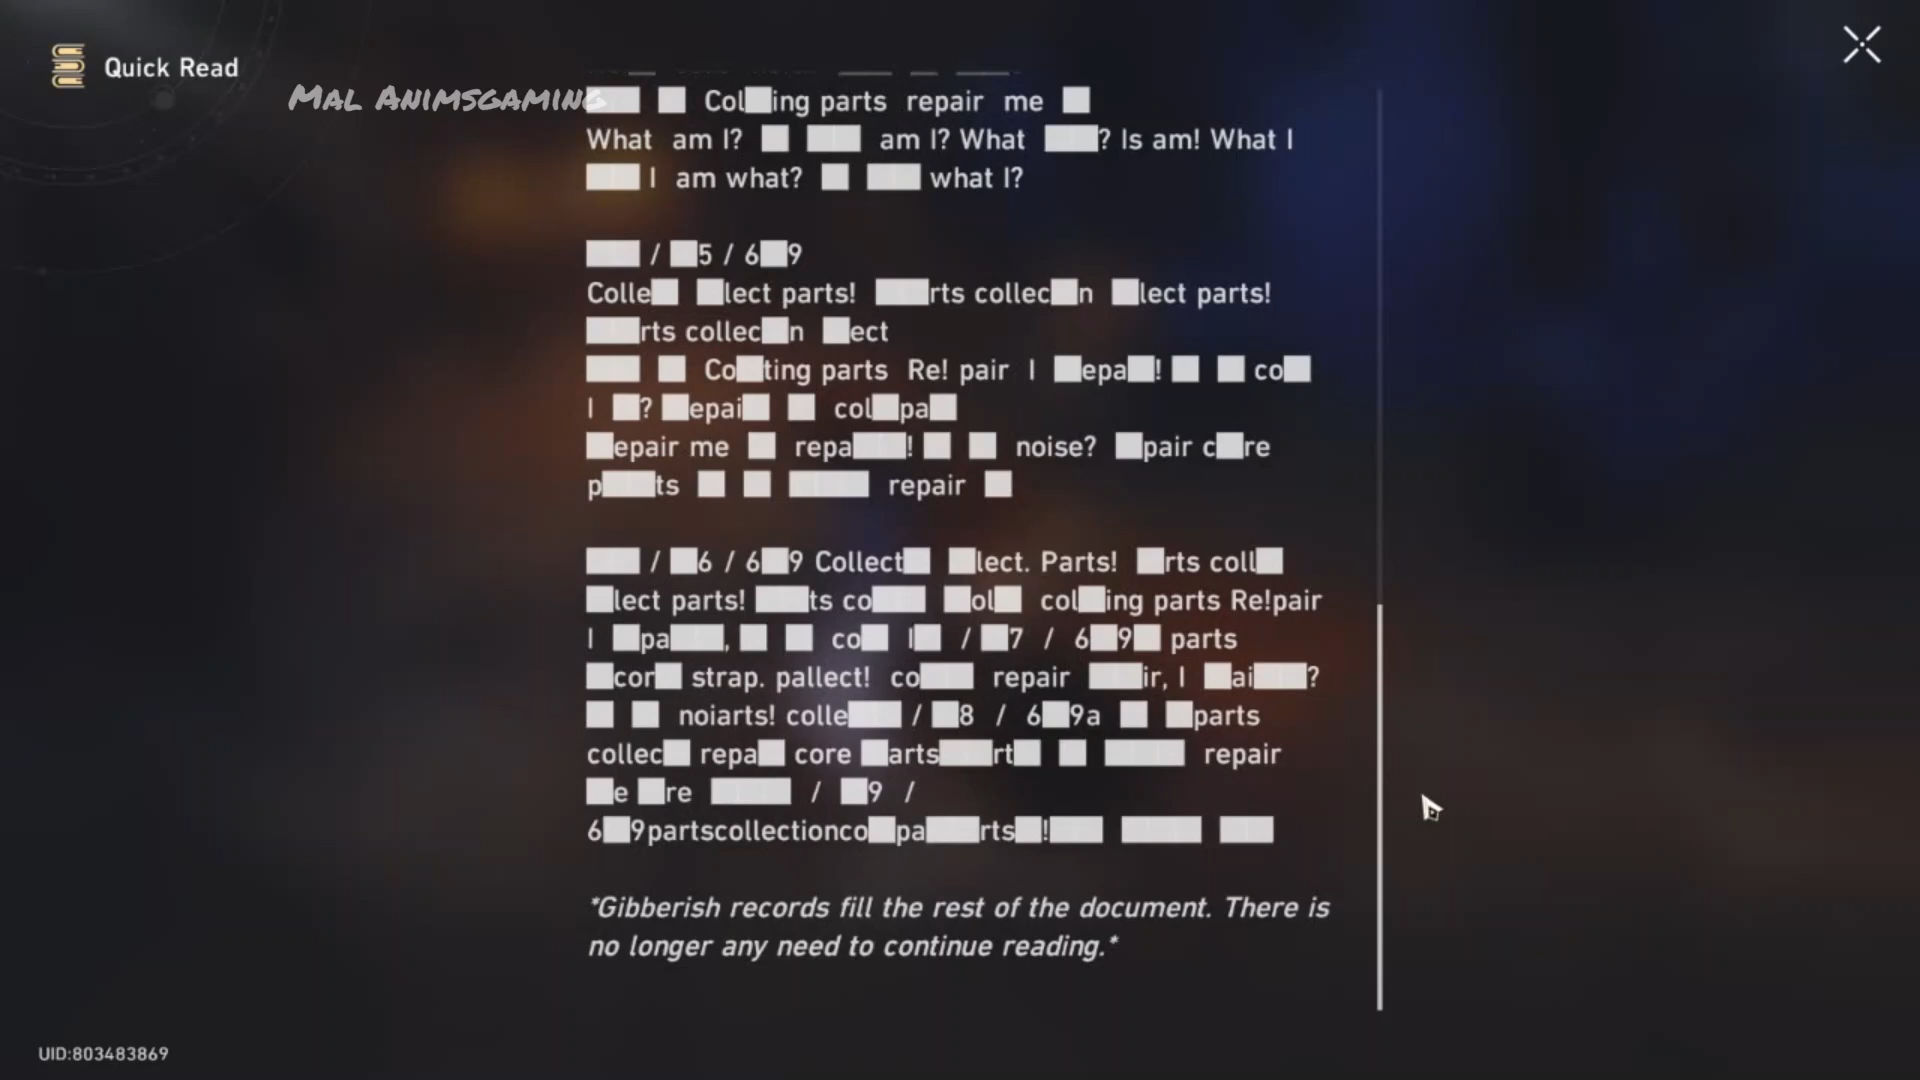 Quick Read
Mal Animsgaming
███ █ Col█ing parts repair me █
What am I? █ ██ am I? What ██? Is am! What I
██ I am what? █ ██ what I?
██ / █5 / 6█9
Colle█ █lect parts! ██rts collec█n █lect parts!
██rts collec█n █ect
██ █ Co█ting parts Re! pair I █epa█! █ █ co█
I █? █epai█ █ col█pa█
█epair me █ repa██! █ █ noise? █pair c█re
p██ts █ █ ███ repair █
██ / █6 / 6█9 Collect█ █lect. Parts! █rts coll█
█lect parts! ██ts co██ █ol█ col█ing parts Re!pair
I █pa██, █ █ co█ I█ / █7 / 6█9█ parts
█cor█ strap. pallect! co██ repair ██ir, I █ai██?
█ █ noiarts! colle██ / █8 / 6█9a █ █parts
collec█ repa█ core █arts██rt█ █ ███ repair
█e █re ███ / █9 /
6█9partscollectionco█pa██rts█!██ ███ ██
*Gibberish records fill the rest of the document. There is
no longer any need to continue reading.*
UID:803483869